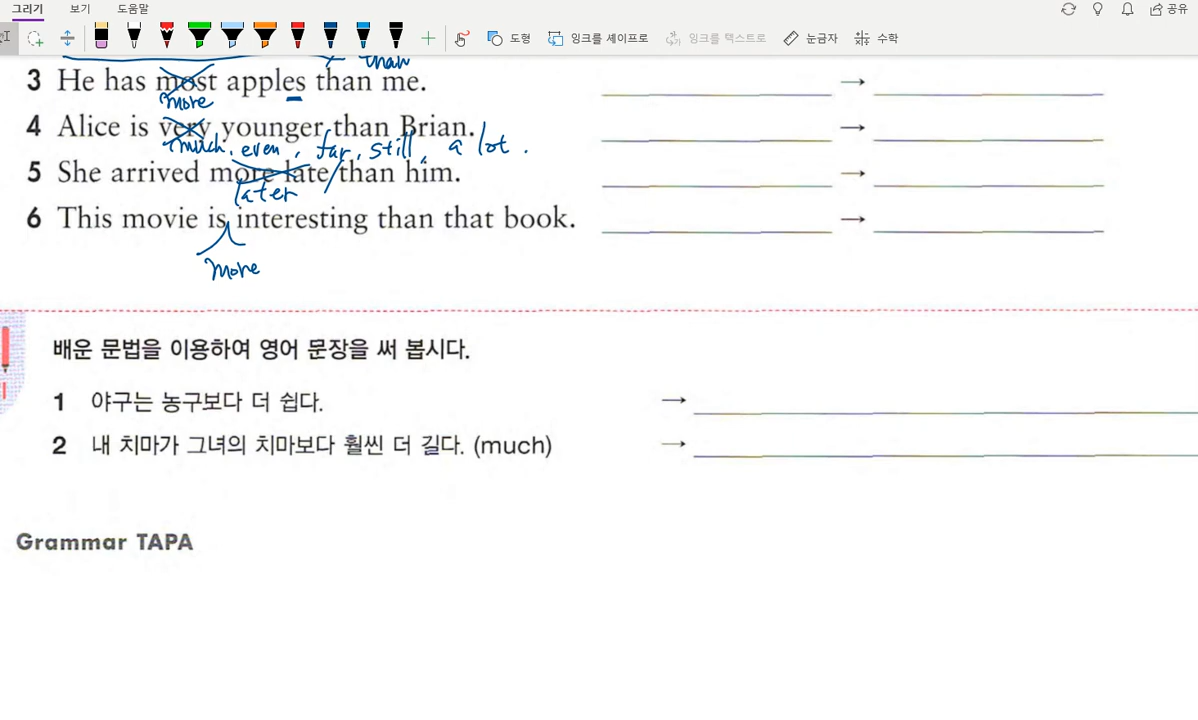 그리기 보기 도움말 공유
도형 잉크를 셰이프로 잉크를 텍스트로 눈금자 수학
than
3 He has most apples than me. → 
more
4 Alice is very younger than Brian. → 
much, even, far, still, a lot.
5 She arrived more late than him. → 
later
6 This movie is interesting than that book. → 
more
배운 문법을 이용하여 영어 문장을 써 봅시다.
1 야구는 농구보다 더 쉽다. → 
2 내 치마가 그녀의 치마보다 훨씬 더 길다. (much) → 
Grammar TAPA